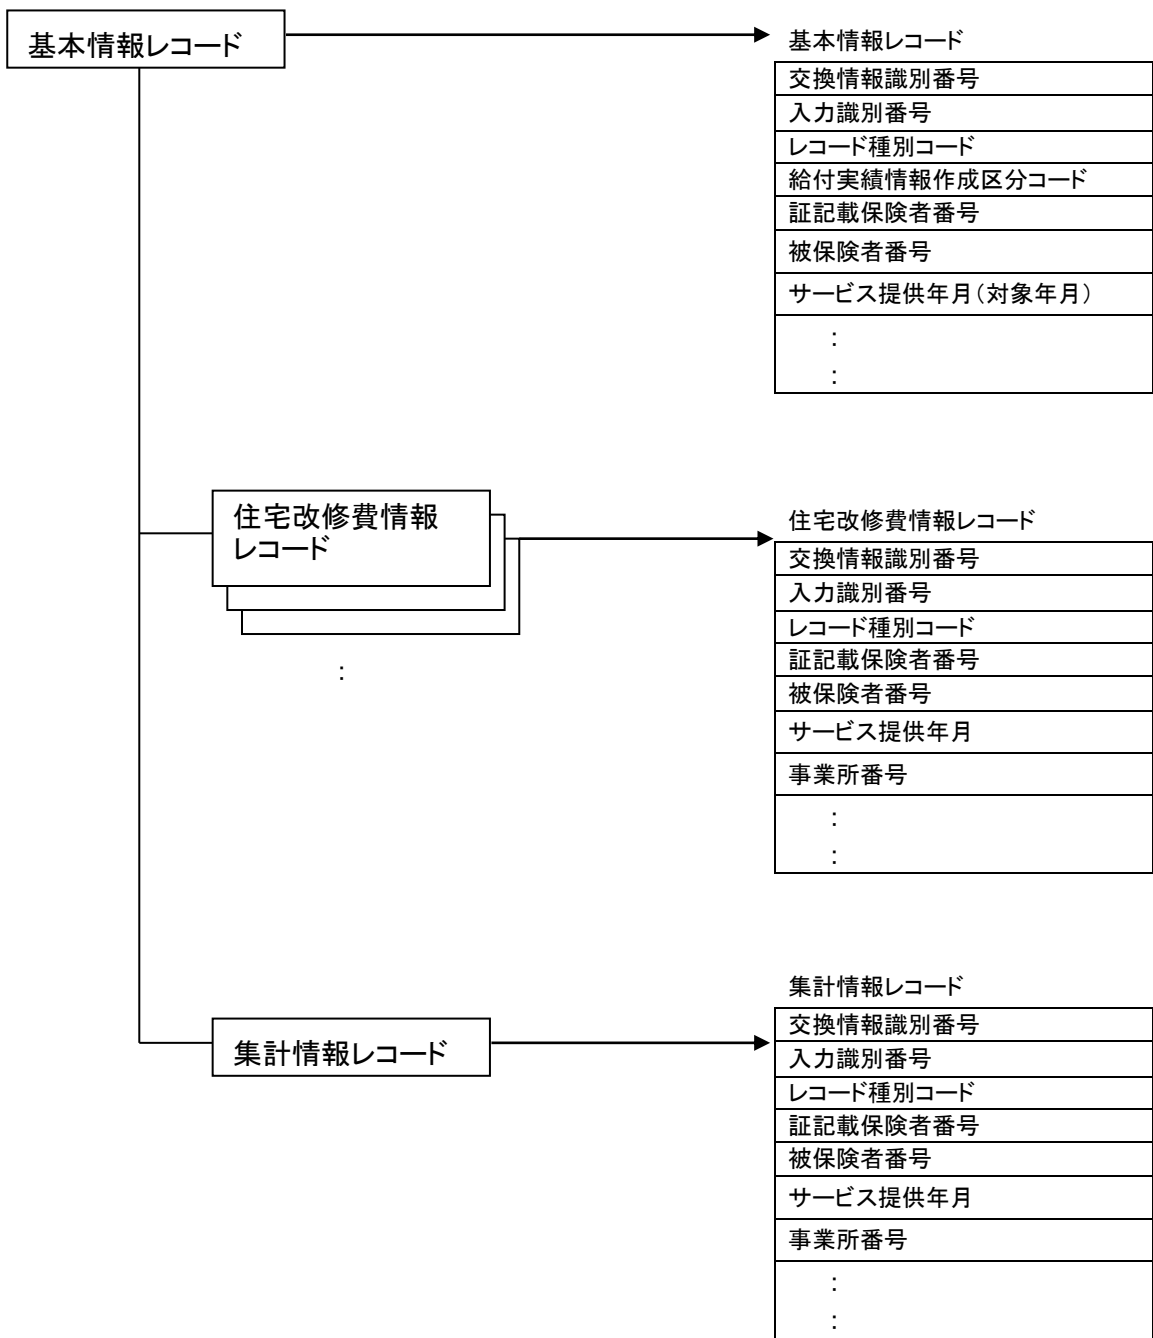 基本情報レコード
基本情報レコード
交換情報識別番号
入力識別番号
レコード種別コード
給付実績情報作成区分コード
証記載保険者番号
被保険者番号
サービス提供年月（対象年月）
：
：
住宅改修費情報
レコード
：
住宅改修費情報レコード
交換情報識別番号
入力識別番号
レコード種別コード
証記載保険者番号
被保険者番号
サービス提供年月
事業所番号
：
：
集計情報レコード
集計情報レコード
交換情報識別番号
入力識別番号
レコード種別コード
証記載保険者番号
被保険者番号
サービス提供年月
事業所番号
：
：